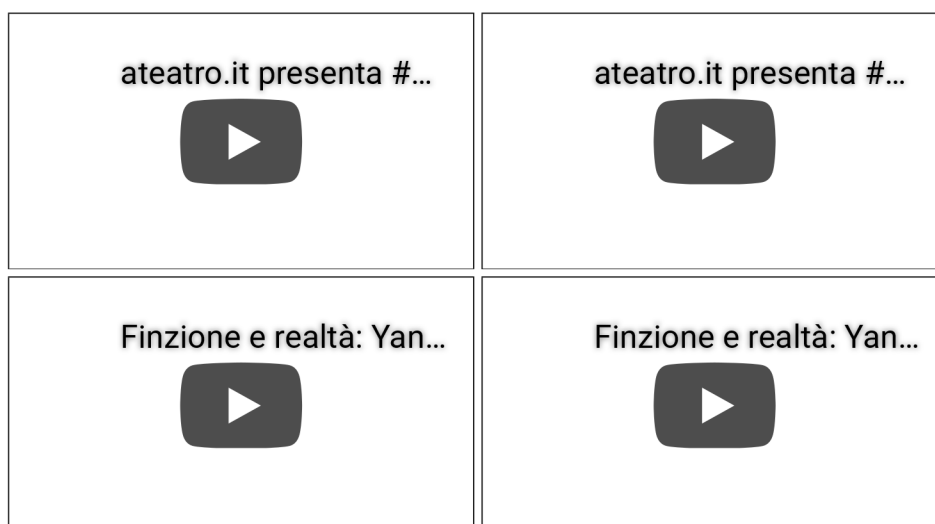 ateatro.it presenta #...
ateatro.it presenta #...
Finzione e realtà: Yan...
Finzione e realtà: Yan...